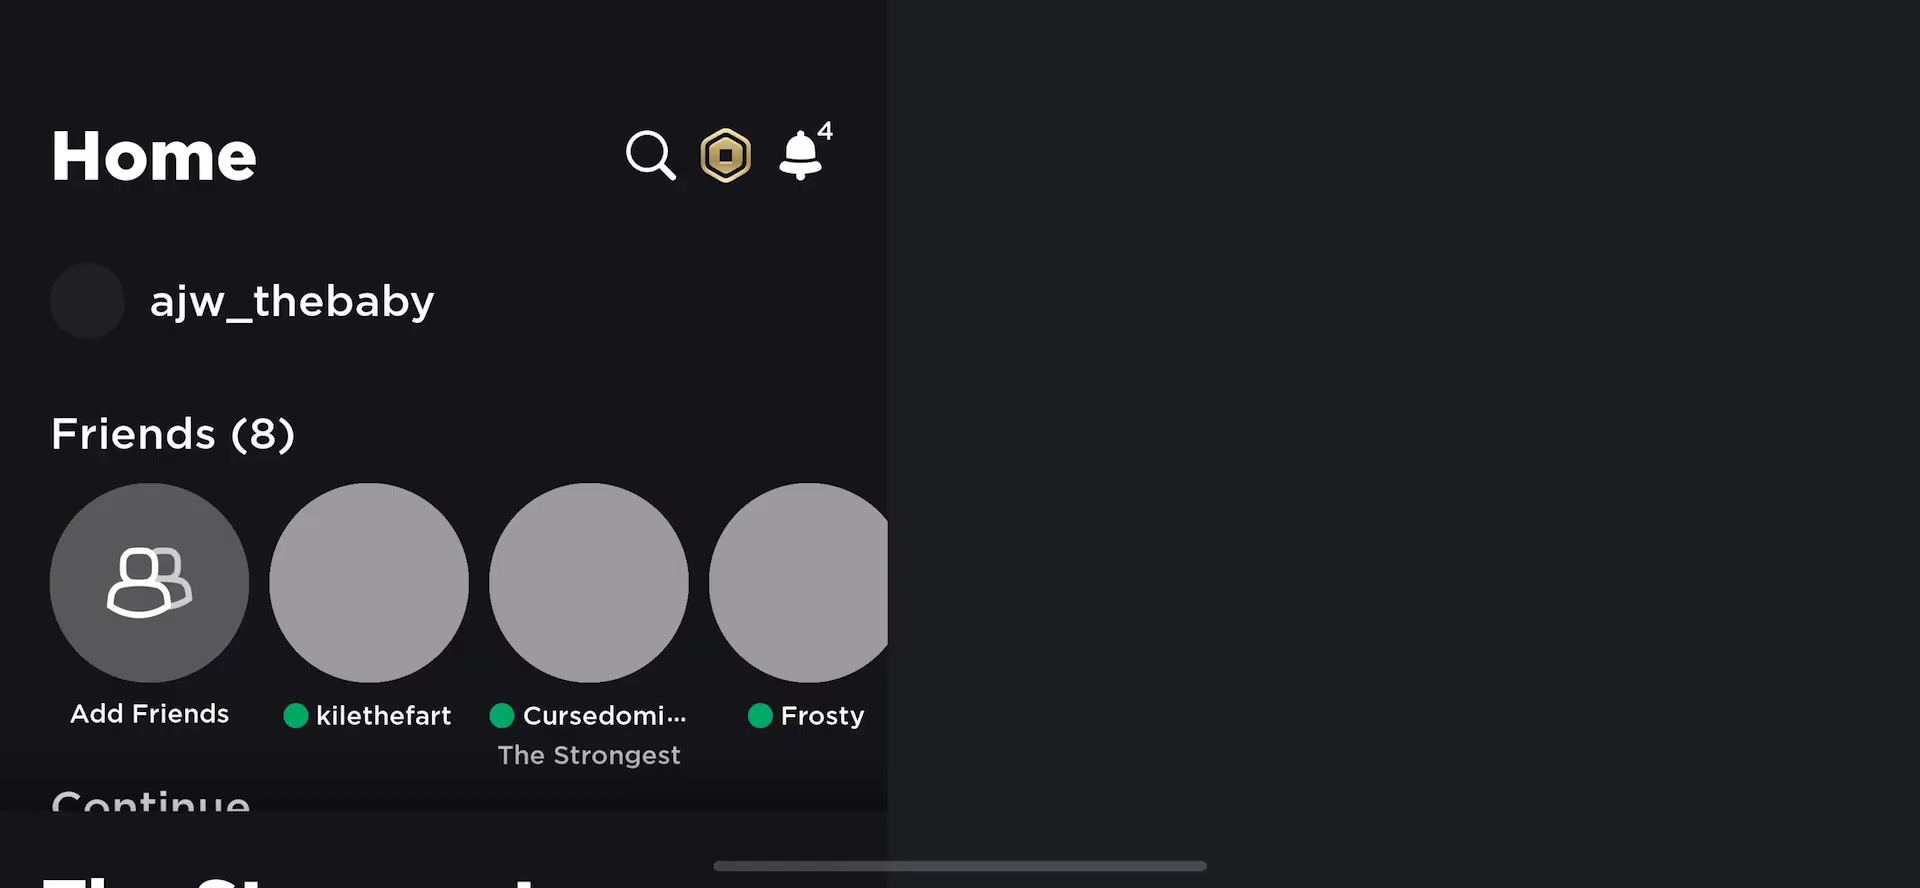 Home
4
ajw_thebaby
Friends (8)
Add Friends
kilethefart
Cursedomi...
Frosty
The Strongest
Continue